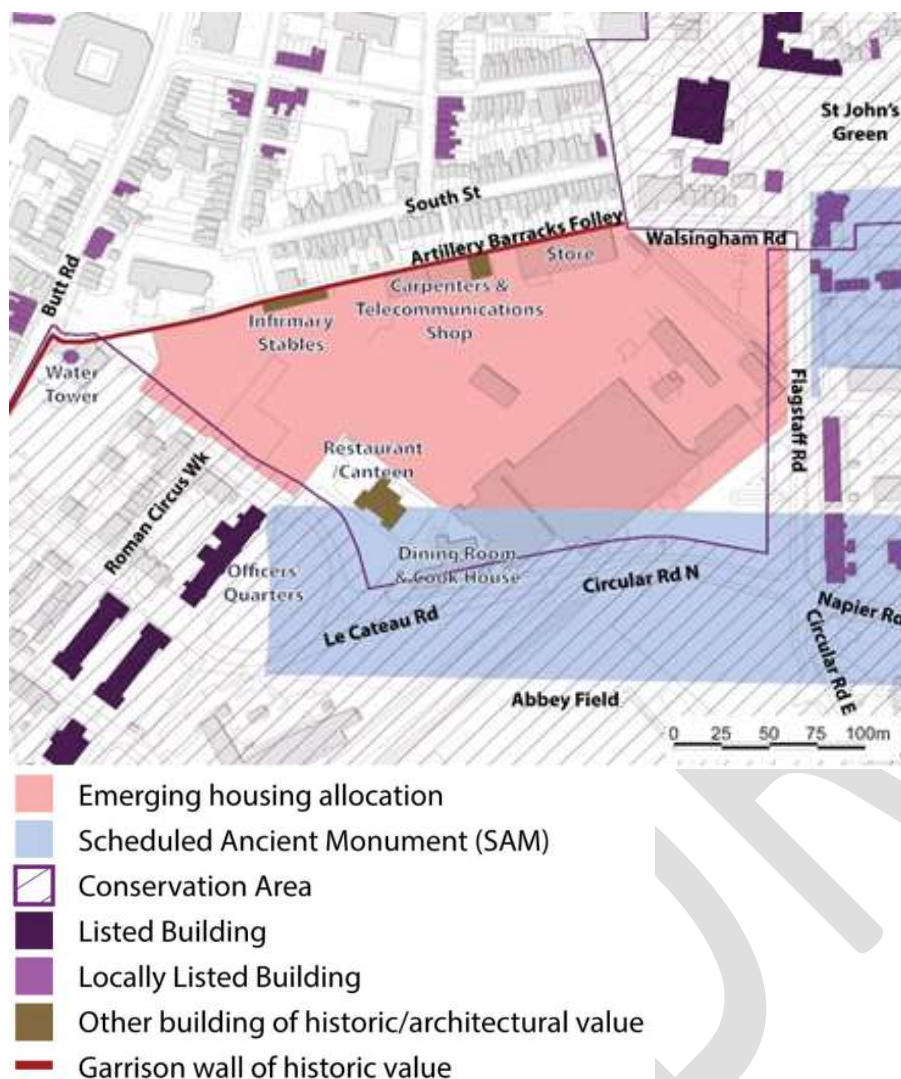 St John's
Green
South St
Artillery Barracks Folley
Walsingham Rd
Store
Butt Rd
Carpenters &
Telecommunications
Shop
Infirmary
Stables
Water
Tower
Flagstaff Rd
Restaurant
/Canteen
Roman Circus Wk
Officers'
Quarters
Dining Room
& Cook House
Circular Rd N
Le Cateau Rd
Napier Rd
Circular Rd E
Abbey Field
0 25 50 75 100m
Emerging housing allocation
Scheduled Ancient Monument (SAM)
Conservation Area
Listed Building
Locally Listed Building
Other building of historic/architectural value
Garrison wall of historic value